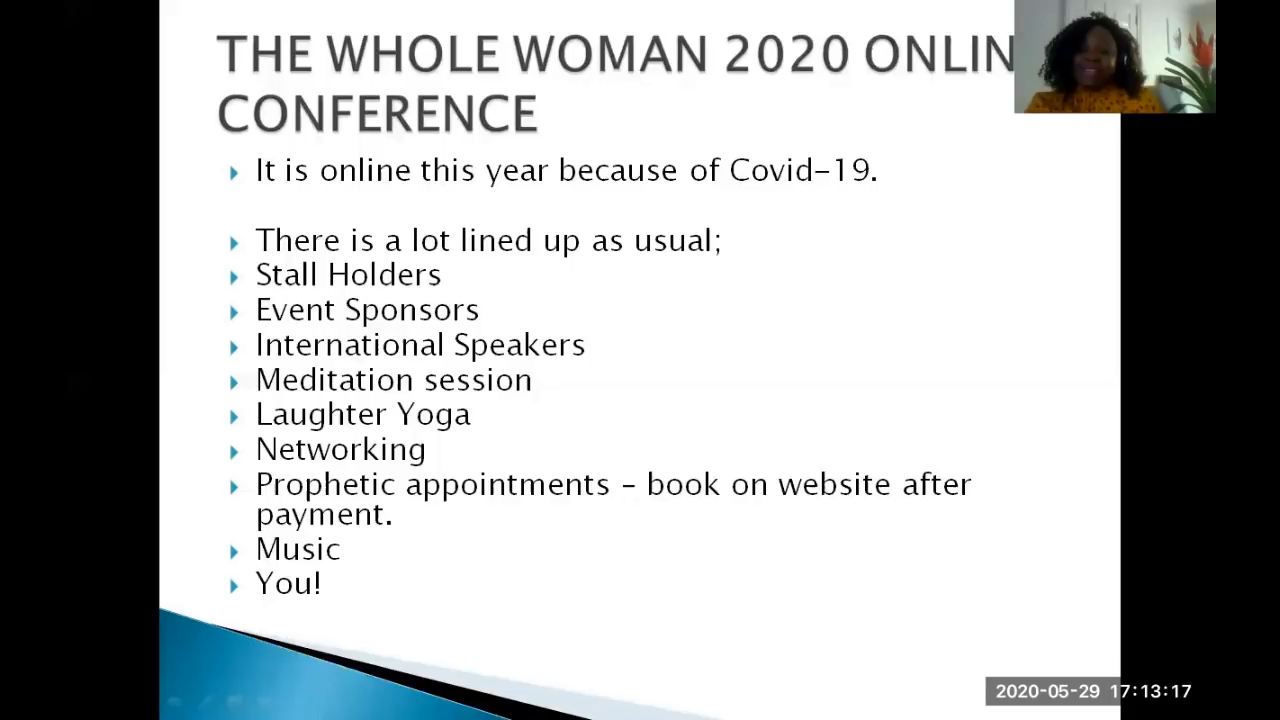 THE WHOLE WOMAN 2020 ONLIN
CONFERENCE
It is online this year because of Covid-19.
There is a lot lined up as usual;
Stall Holders
Event Sponsors
International Speakers
Meditation session
Laughter Yoga
Networking
Prophetic appointments – book on website after
payment.
Music
You!
2020-05-29 17:13:17